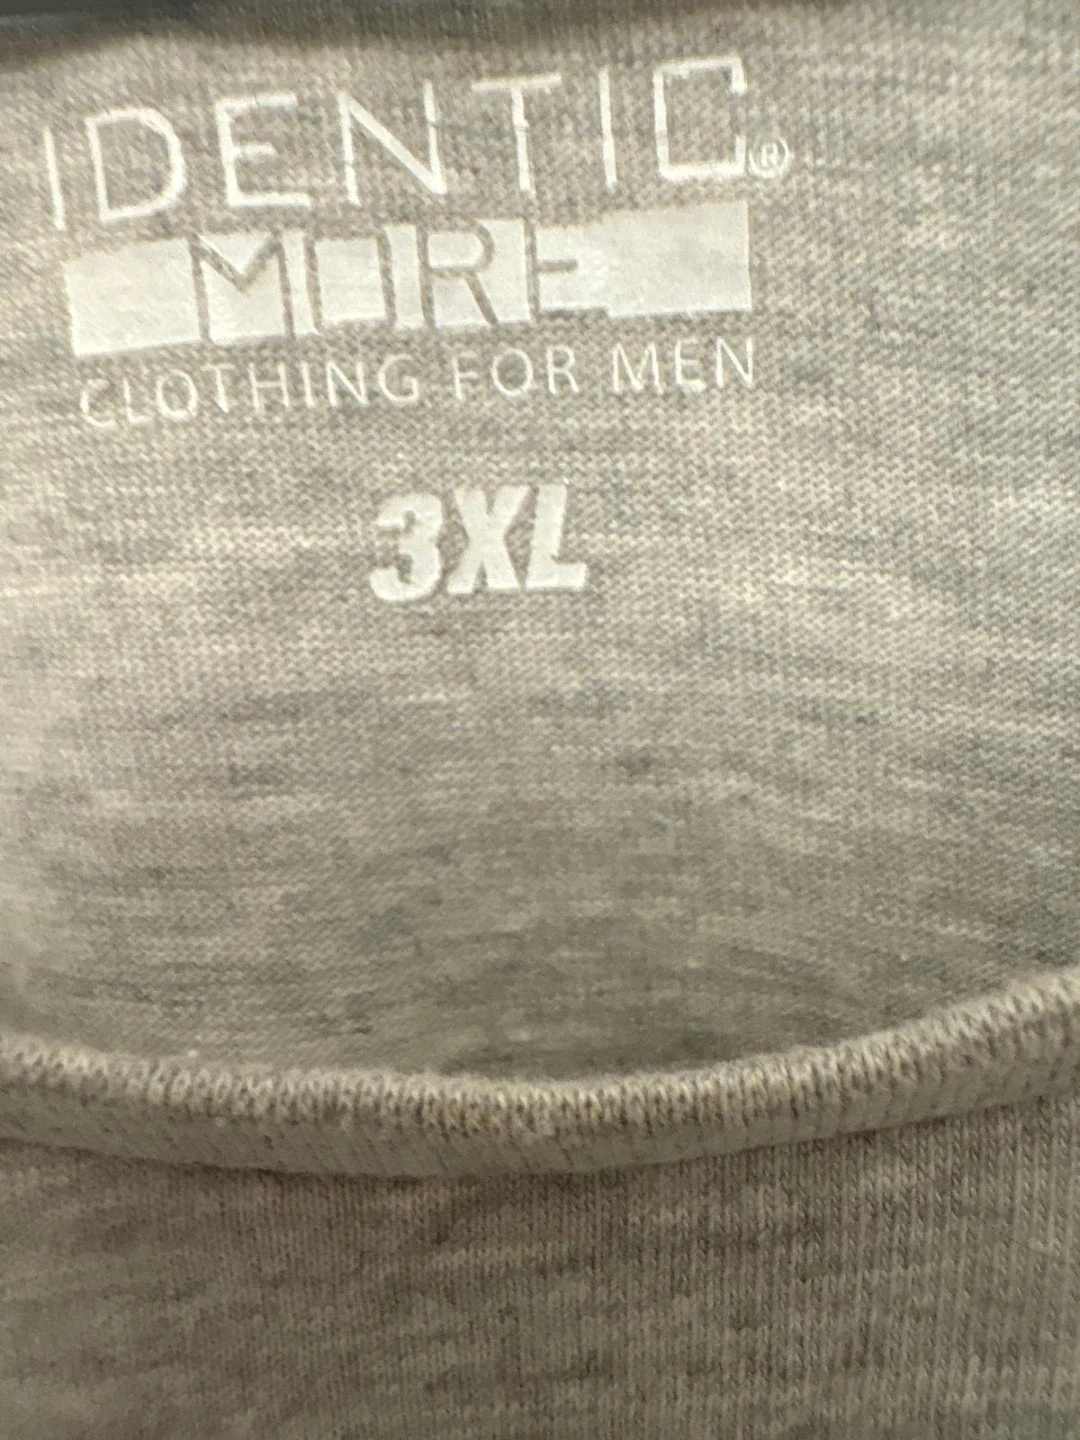 IDENTIC®
MORE
CLOTHING FOR MEN
3XL